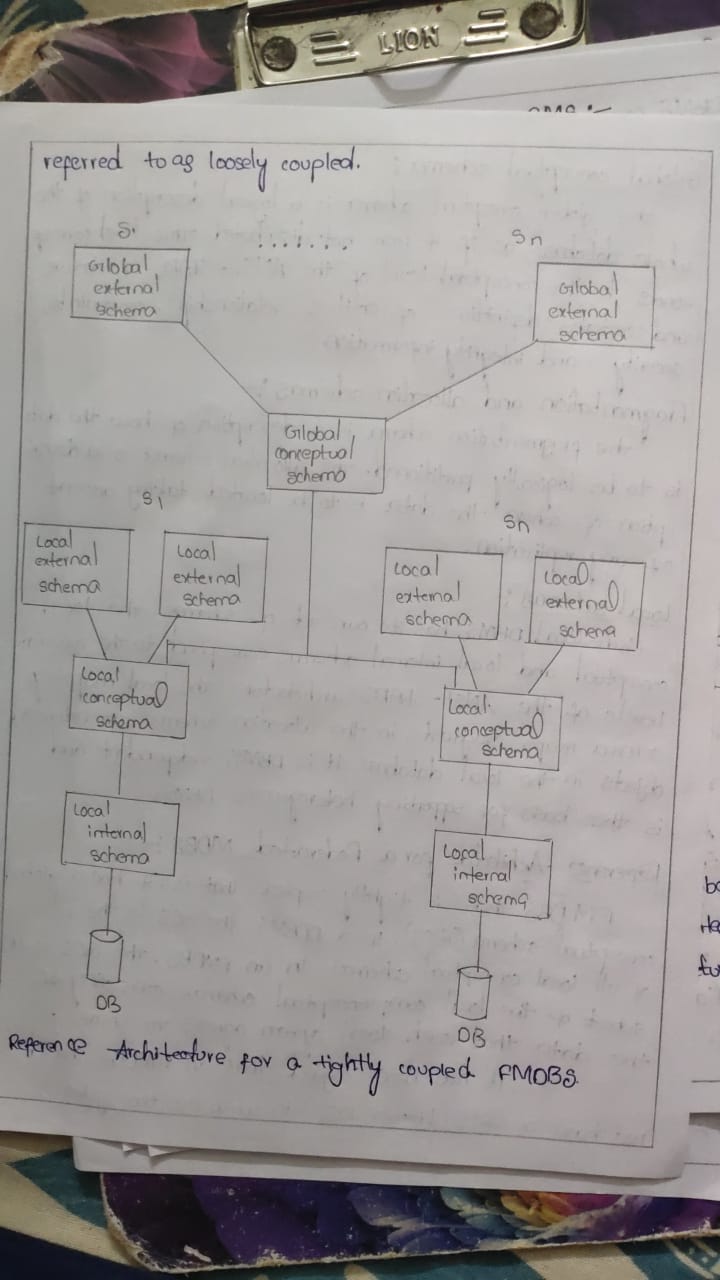 LION
referred to as loosely coupled.
S1
.......
Sn
Global
external
schema
Global
external
schema
Global
conceptual
schema
S1
Sn
Local
external
schema
Local
external
schema
Local
external
schema
Local
external
schema
Local
conceptual
schema
Local
conceptual
schema
Local
internal
schema
Local
internal
schema
DB
DB
Reference Architecture for a tightly coupled FMDBS.